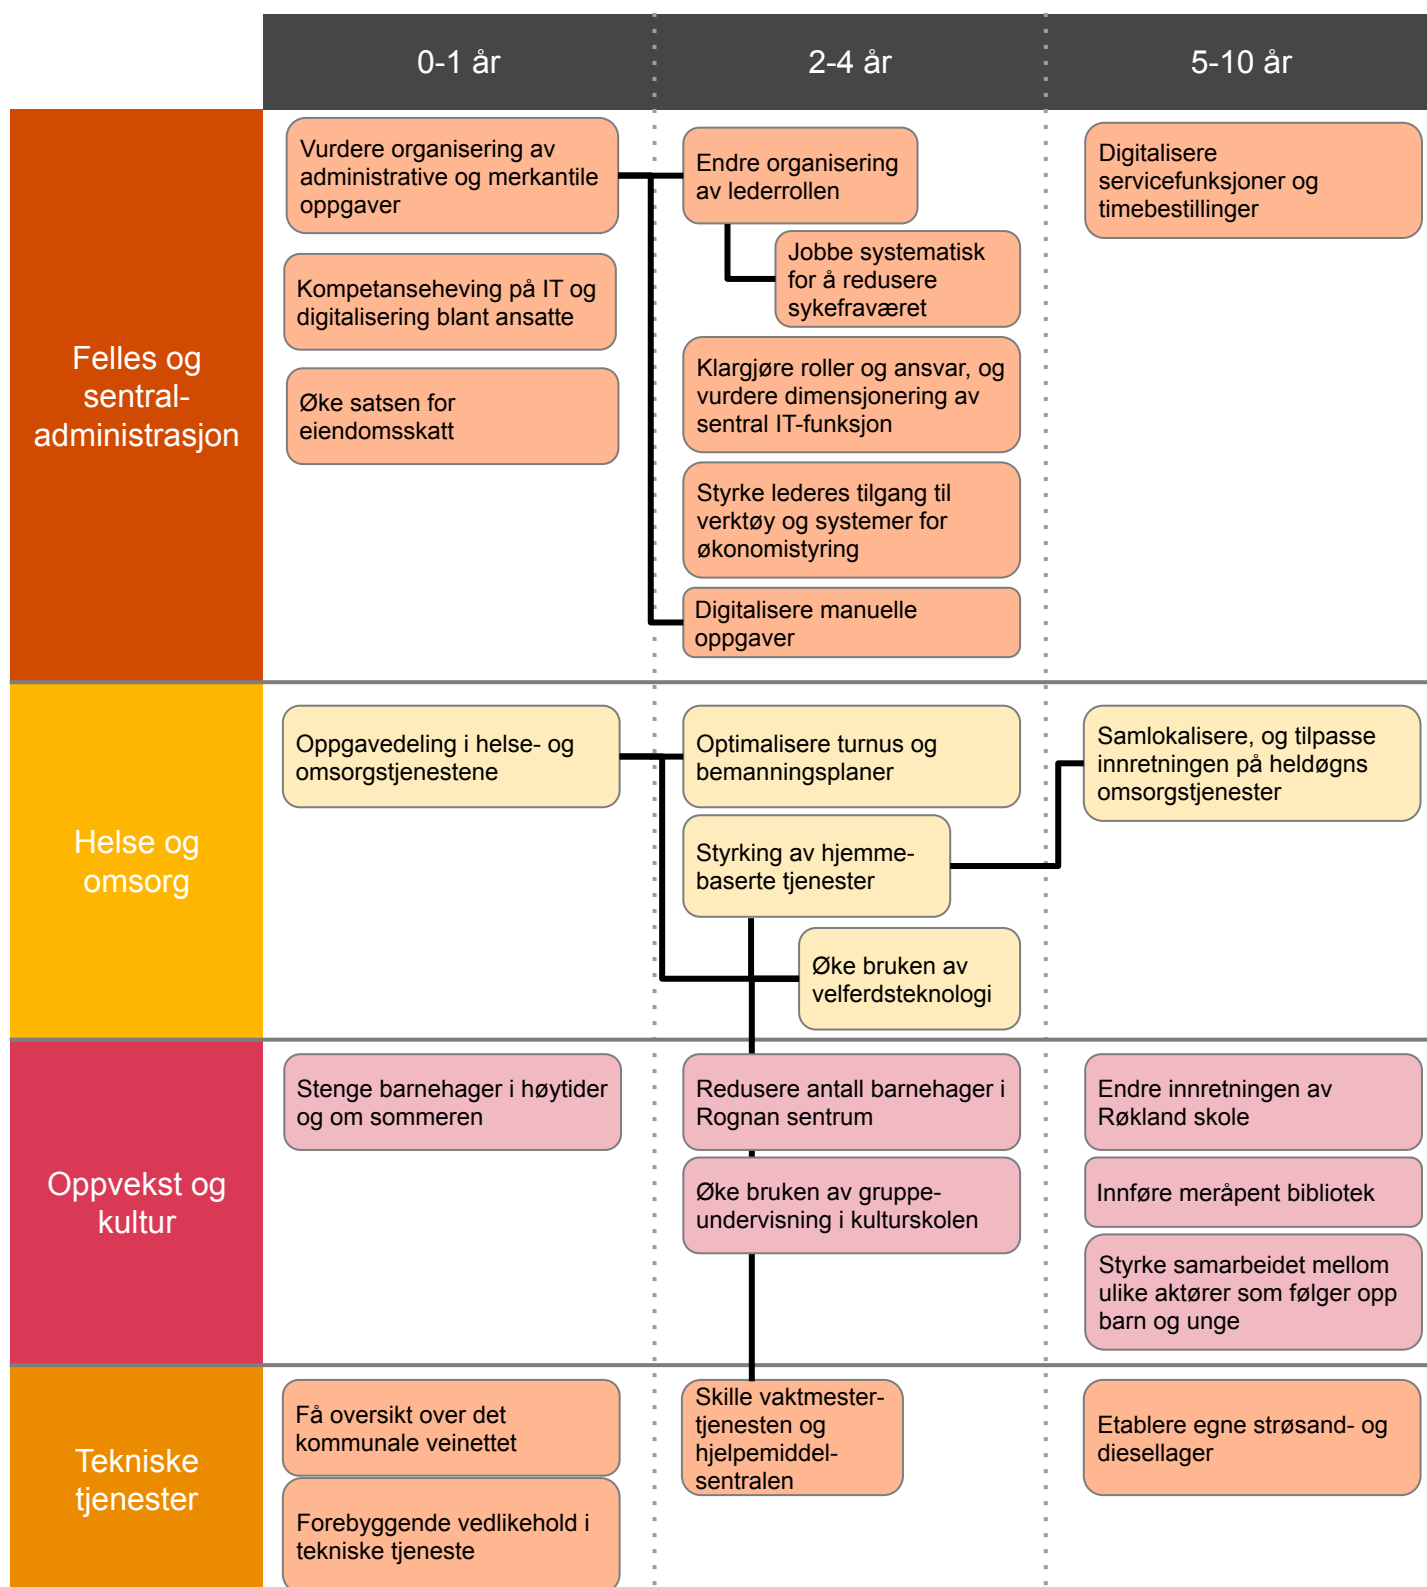 0-1 år
2-4 år
5-10 år
Felles og
sentral-
administrasjon
Vurdere organisering av
administrative og merkantile
oppgaver
Kompetanseheving på IT og
digitalisering blant ansatte
Øke satsen for
eiendomsskatt
Endre organisering
av lederrollen
Jobbe systematisk
for å redusere
sykefraværet
Klargjøre roller og ansvar, og
vurdere dimensjonering av
sentral IT-funksjon
Styrke lederes tilgang til
verktøy og systemer for
økonomistyring
Digitalisere manuelle
oppgaver
Digitalisere
servicefunksjoner og
timebestillinger
Helse og
omsorg
Oppgavedeling i helse- og
omsorgstjenestene
Optimalisere turnus og
bemanningsplaner
Styrking av hjemme-
baserte tjenester
Øke bruken av
velferdsteknologi
Samlokalisere, og tilpasse
innretningen på heldøgns
omsorgstjenester
Oppvekst og
kultur
Stenge barnehager i høytider
og om sommeren
Redusere antall barnehager i
Rognan sentrum
Øke bruken av gruppe-
undervisning i kulturskolen
Endre innretningen av
Røkland skole
Innføre meråpent bibliotek
Styrke samarbeidet mellom
ulike aktører som følger opp
barn og unge
Tekniske
tjenester
Få oversikt over det
kommunale veinettet
Forebyggende vedlikehold i
tekniske tjeneste
Skille vaktmester-
tjenesten og
hjelpemiddel-
sentralen
Etablere egne strøsand- og
diesellager